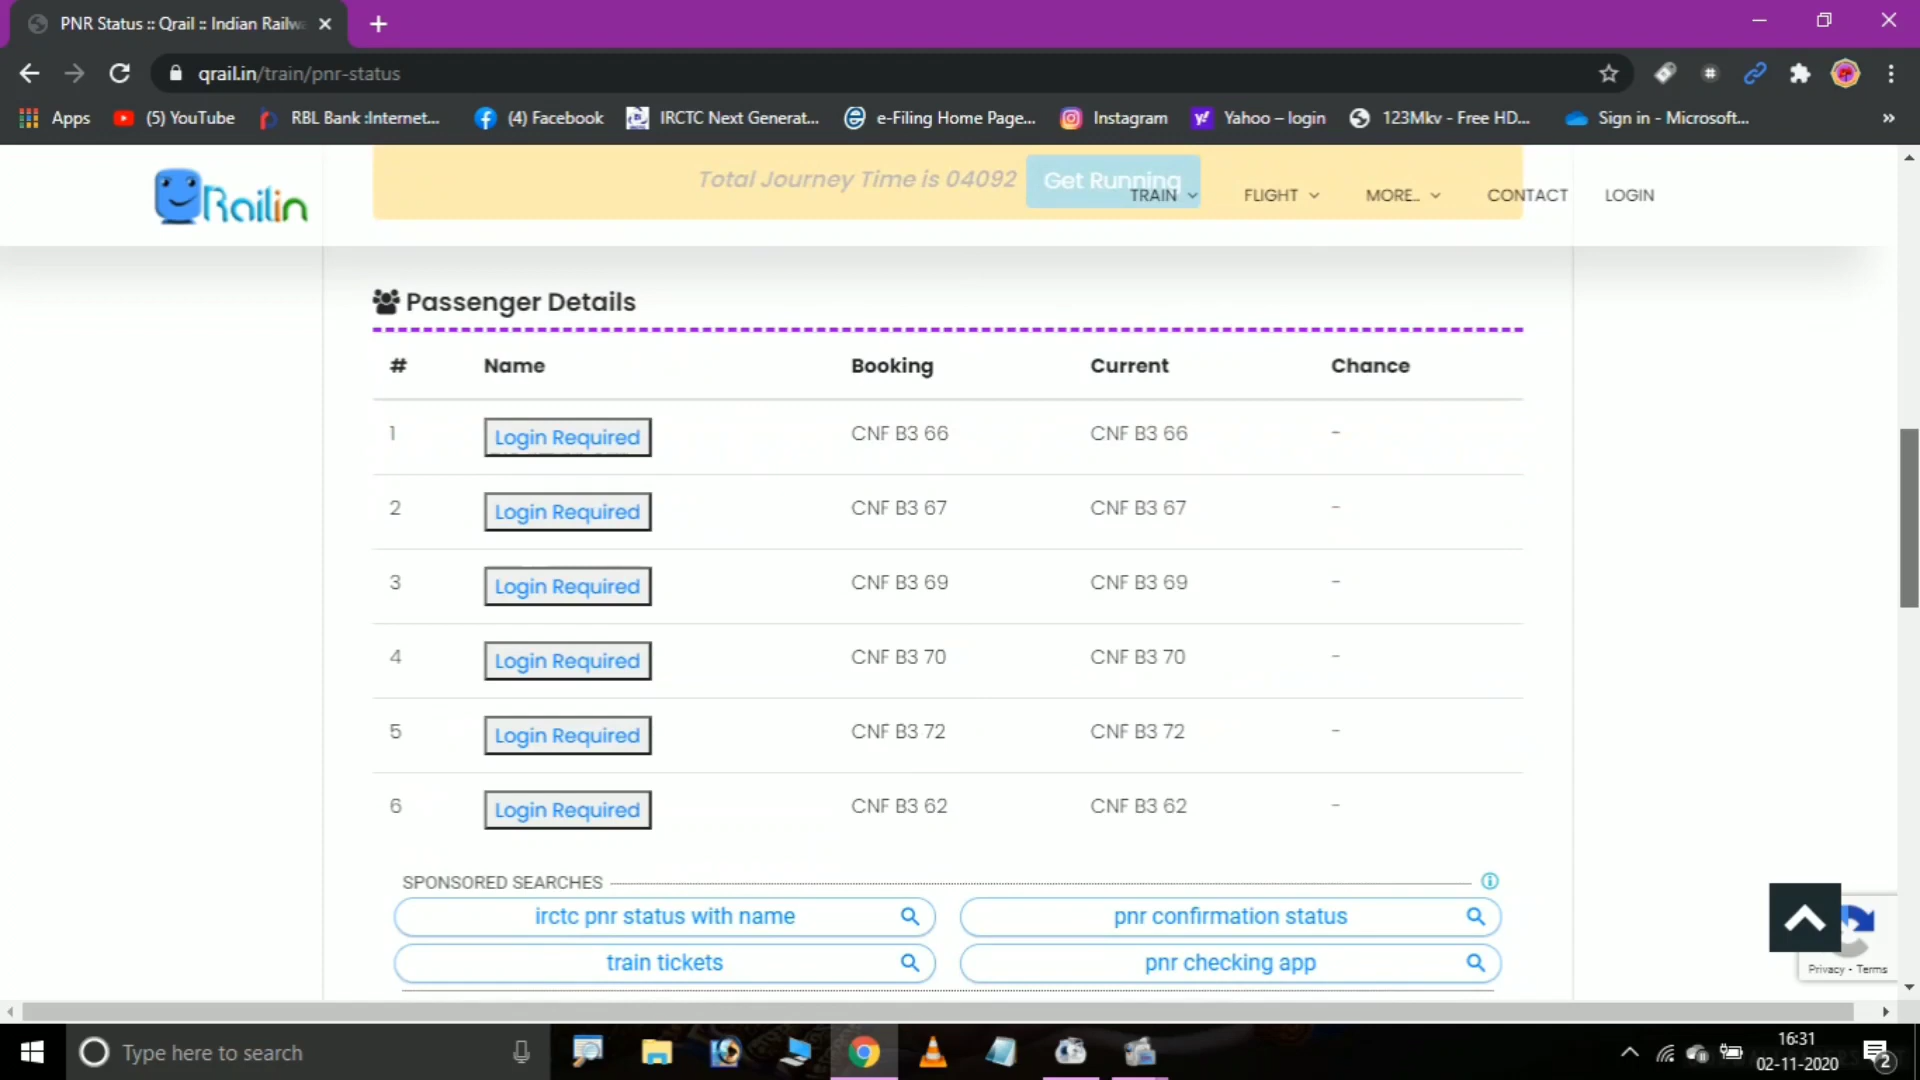 PNR Status :: Qrail :: Indian Railw
qrail.in/train/pnr-status
Apps
(5) YouTube
RBL Bank :Internet...
(4) Facebook
IRCTC Next Generat...
e-Filing Home Page...
Instagram
Yahoo – login
123Mkv - Free HD...
Sign in - Microsoft...
»
Railin
Total Journey Time is 04092
Get Running
TRAIN
FLIGHT
MORE..
CONTACT
LOGIN
Passenger Details
# Name Booking Current Chance
1 Login Required CNF B3 66 CNF B3 66 -
2 Login Required CNF B3 67 CNF B3 67 -
3 Login Required CNF B3 69 CNF B3 69 -
4 Login Required CNF B3 70 CNF B3 70 -
5 Login Required CNF B3 72 CNF B3 72 -
6 Login Required CNF B3 62 CNF B3 62 -
SPONSORED SEARCHES
irctc pnr status with name
pnr confirmation status
train tickets
pnr checking app
Privacy - Terms
Type here to search
16:31
02-11-2020
2